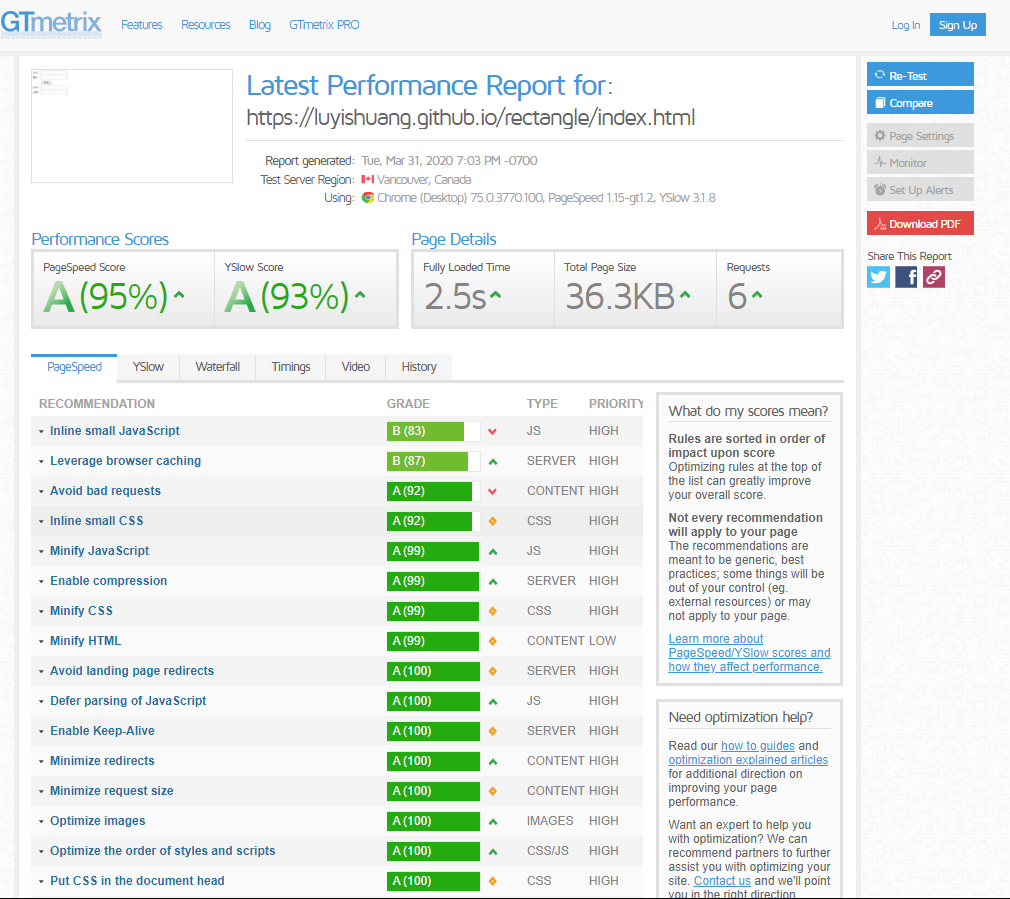 GTmetrix Features Resources Blog GTmetrix PRO Log In Sign Up
Latest Performance Report for:
https://luyishuang.github.io/rectangle/index.html
Report generated: Tue, Mar 31, 2020 7:03 PM -0700
Test Server Region: Vancouver, Canada
Using: Chrome (Desktop) 75.0.3770.100, PageSpeed 1.15-gt1.2, YSlow 3.1.8
Re-Test
Compare
Page Settings
Monitor
Set Up Alerts
Download PDF
Share This Report
Performance Scores
PageSpeed Score
A (95%)
YSlow Score
A (93%)
Page Details
Fully Loaded Time
2.5s
Total Page Size
36.3KB
Requests
6
PageSpeed YSlow Waterfall Timings Video History
RECOMMENDATION GRADE TYPE PRIORITY
Inline small JavaScript B (83) JS HIGH
Leverage browser caching B (87) SERVER HIGH
Avoid bad requests A (92) CONTENT HIGH
Inline small CSS A (92) CSS HIGH
Minify JavaScript A (99) JS HIGH
Enable compression A (99) SERVER HIGH
Minify CSS A (99) CSS HIGH
Minify HTML A (99) CONTENT LOW
Avoid landing page redirects A (100) SERVER HIGH
Defer parsing of JavaScript A (100) JS HIGH
Enable Keep-Alive A (100) SERVER HIGH
Minimize redirects A (100) CONTENT HIGH
Minimize request size A (100) CONTENT HIGH
Optimize images A (100) IMAGES HIGH
Optimize the order of styles and scripts A (100) CSS/JS HIGH
Put CSS in the document head A (100) CSS HIGH
What do my scores mean?
Rules are sorted in order of
impact upon score
Optimizing rules at the top of
the list can greatly improve
your overall score.
Not every recommendation
will apply to your page
The recommendations are
meant to be generic, best
practices; some things will be
out of your control (eg.
external resources) or may
not apply to your page.
Learn more about
PageSpeed/YSlow scores and
how they affect performance.
Need optimization help?
Read our how to guides and
optimization explained articles
for additional direction on
improving your page
performance.
Want an expert to help you
with optimization? We can
recommend partners to further
assist you with optimizing your
site. Contact us and we'll point
you in the right direction